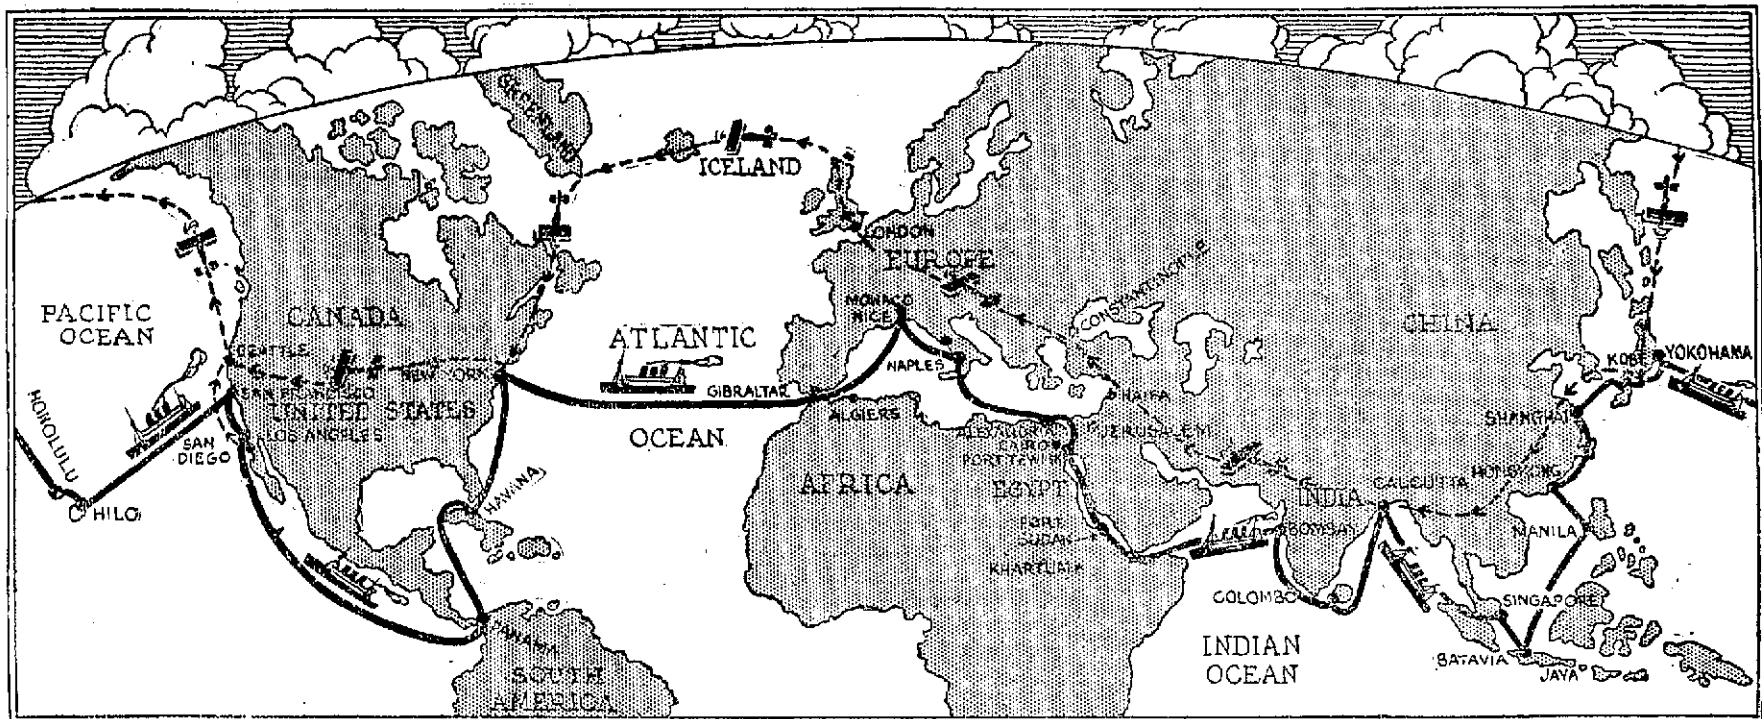 GREENLAND
ICELAND
LONDON
EUROPE
CONSTANTINOPLE
PACIFIC
OCEAN
CANADA
ATLANTIC
MONACO
NICE
CHINA
SEATTLE
NEW YORK
NAPLES
KOBE
YOKOHAMA
HONOLULU
SAN FRANCISCO
UNITED STATES
GIBRALTAR
HAIFA
LOS ANGELES
ALGIERS
SHANGHAI
SAN
DIEGO
OCEAN
ALEXANDRIA
CAIRO
JERUSALEM
PORT TEWFIK
HONGKONG
HILO
HAVANA
AFRICA
EGYPT
INDIA
CALCUTTA
PORT
SUDAN
BOMBAY
MANILA
KHARTUM
COLOMBO
SINGAPORE
PANAMA
INDIAN
OCEAN
BATAVIA
JAVA
SOUTH
AMERICA